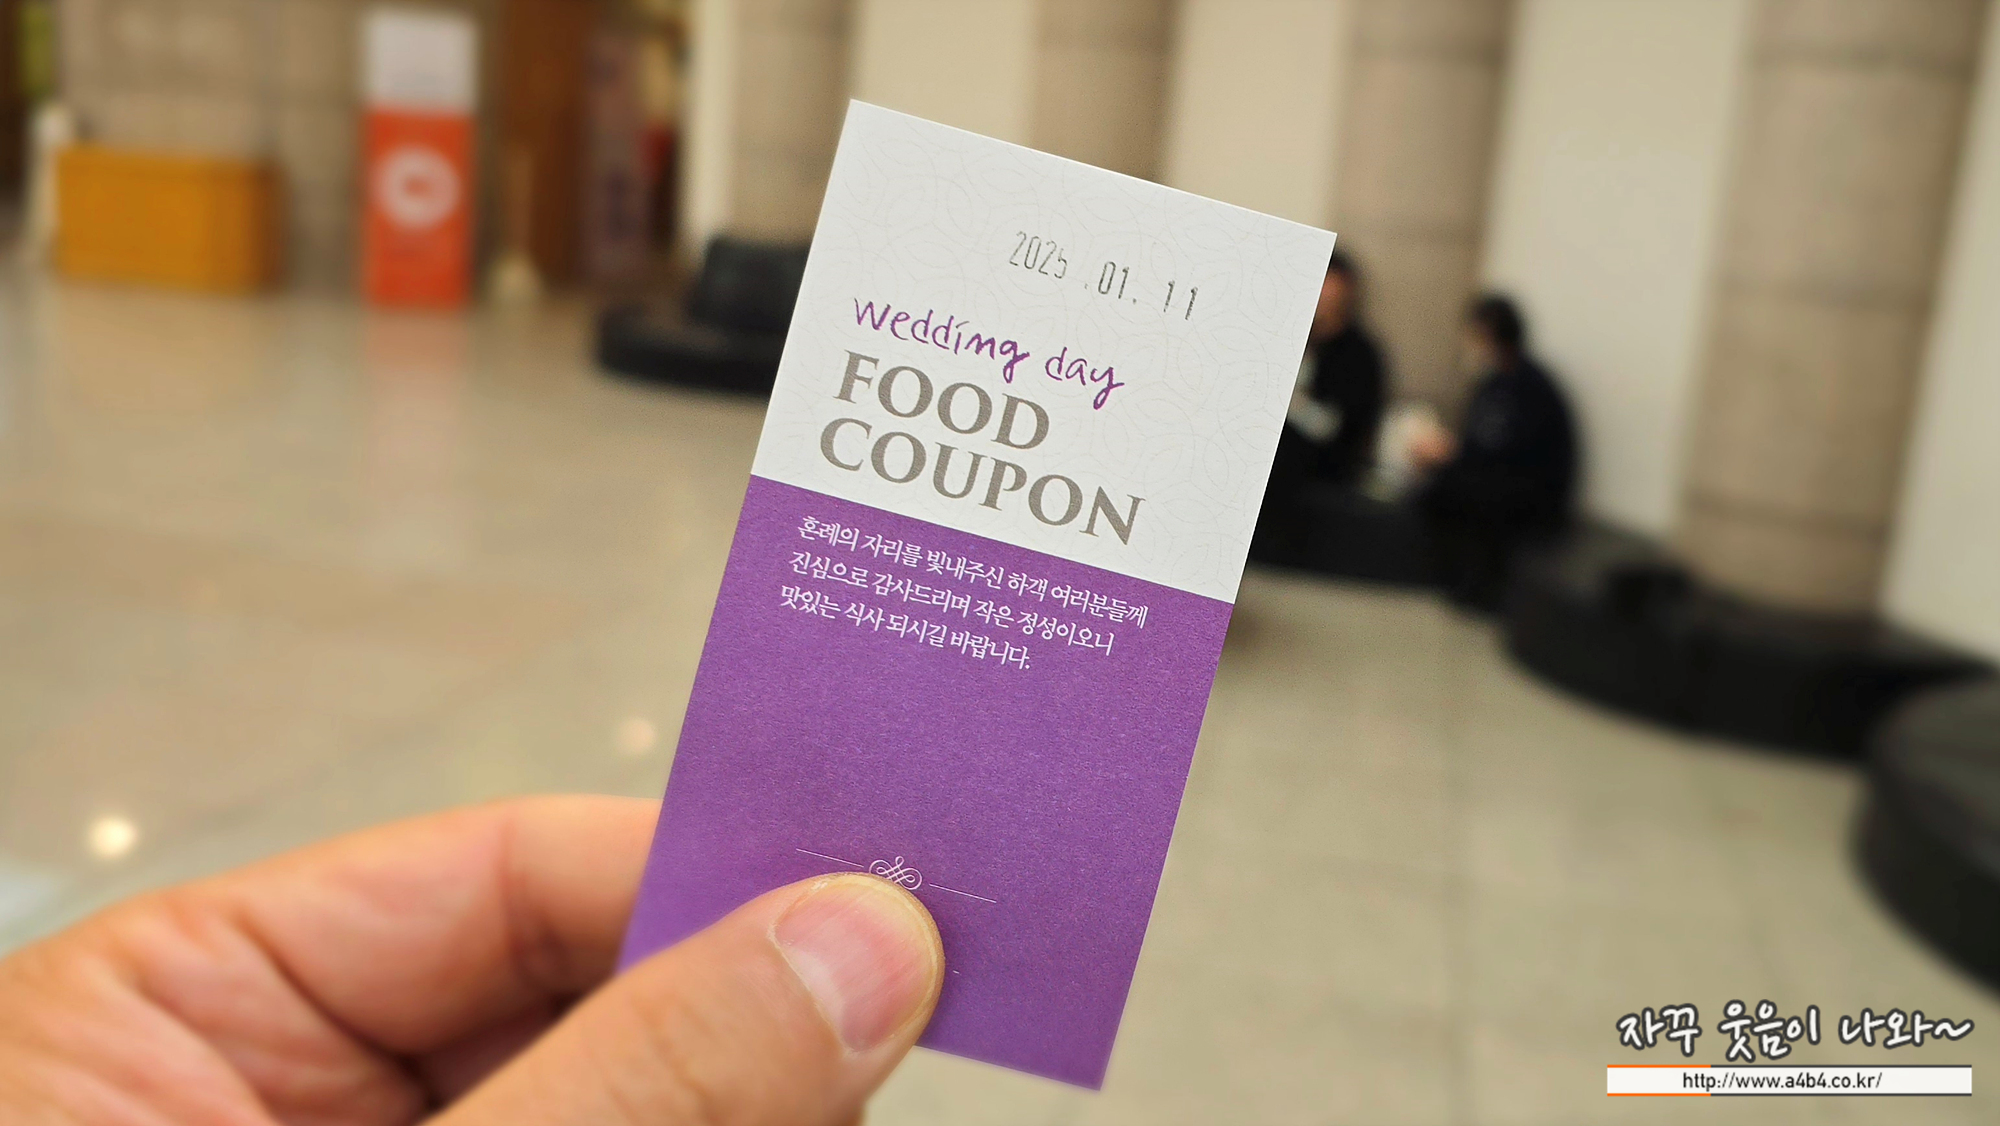 2025 .01. 11
wedding day
FOOD
COUPON
혼례의 자리를 빛내주신 하객 여러분들께
진심으로 감사드리며 작은 정성이오니
맛있는 식사 되시길 바랍니다.
자꾸 웃음이 나와~
http://www.a4b4.co.kr/